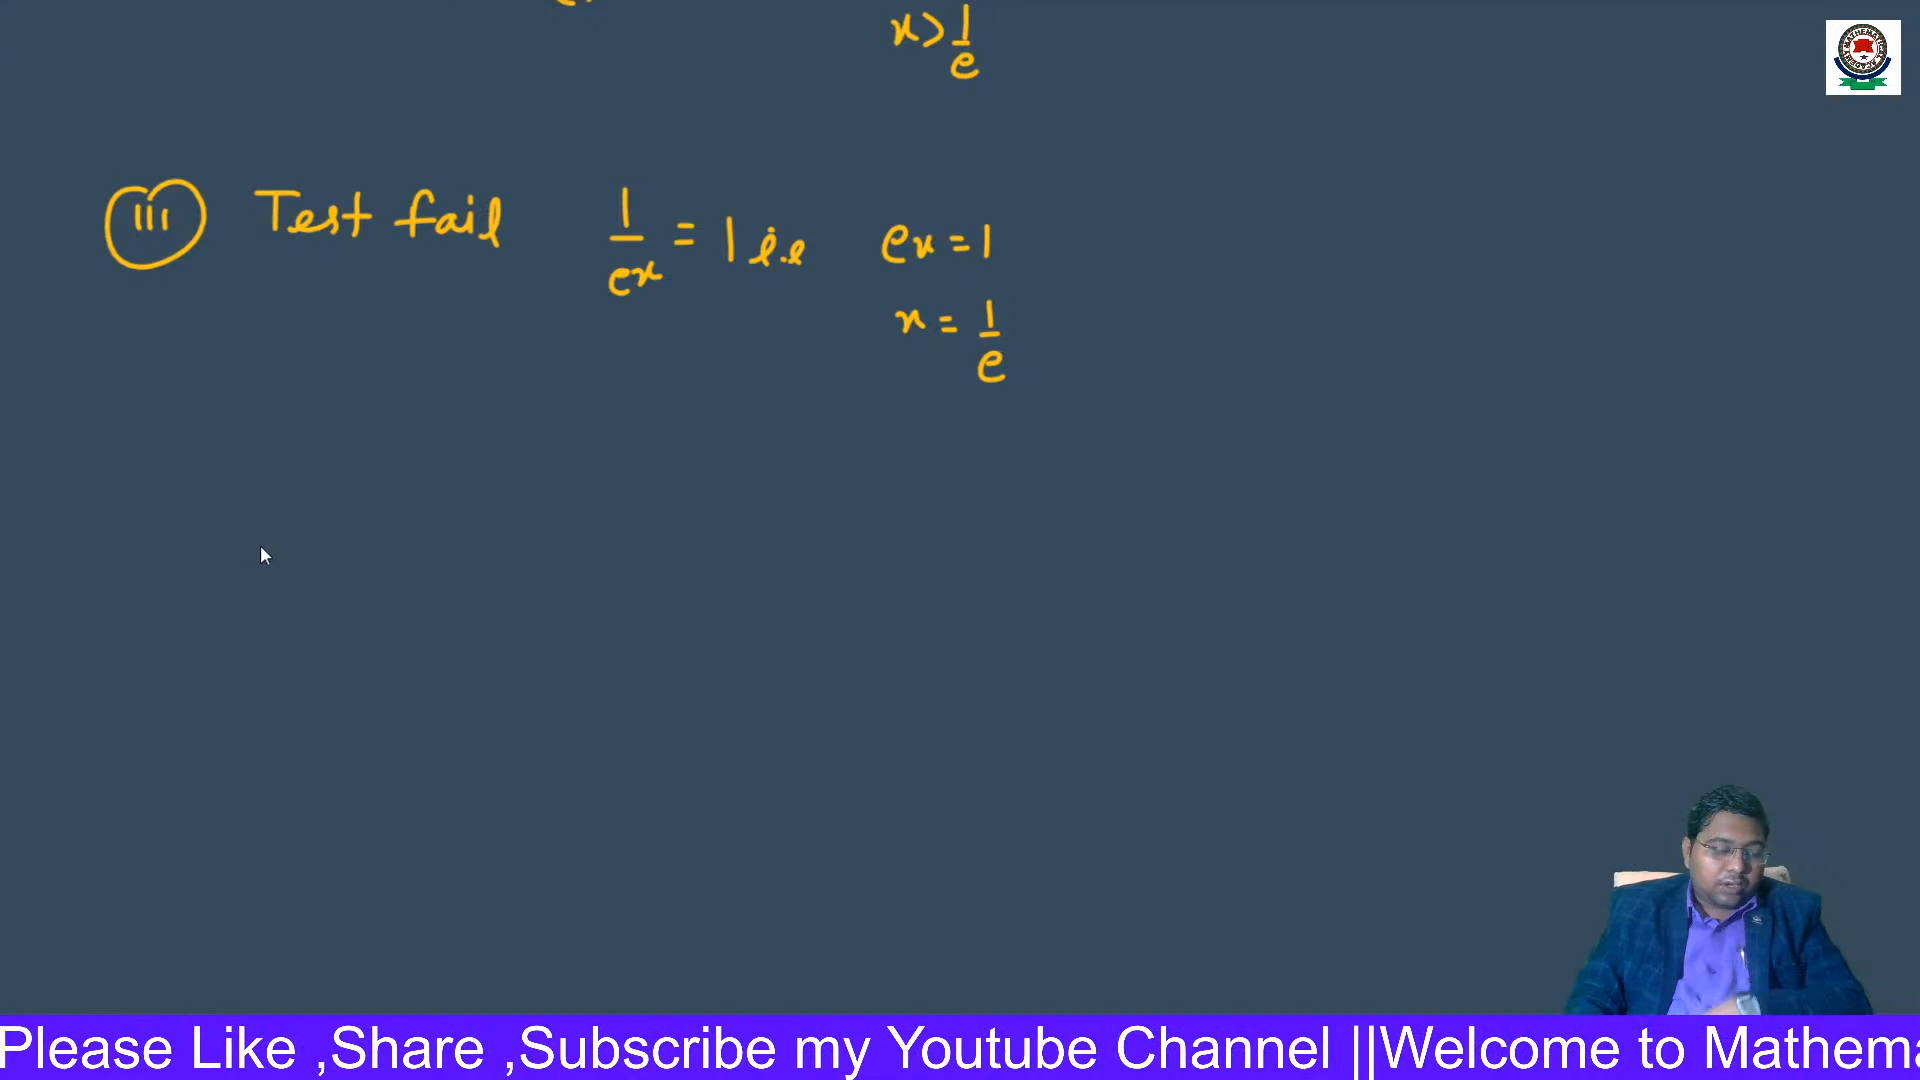 x > 1/e
(iii) Test fail 1/ex = 1 i.e ex = 1
x = 1/e
Please Like ,Share ,Subscribe my Youtube Channel ||Welcome to Mathema